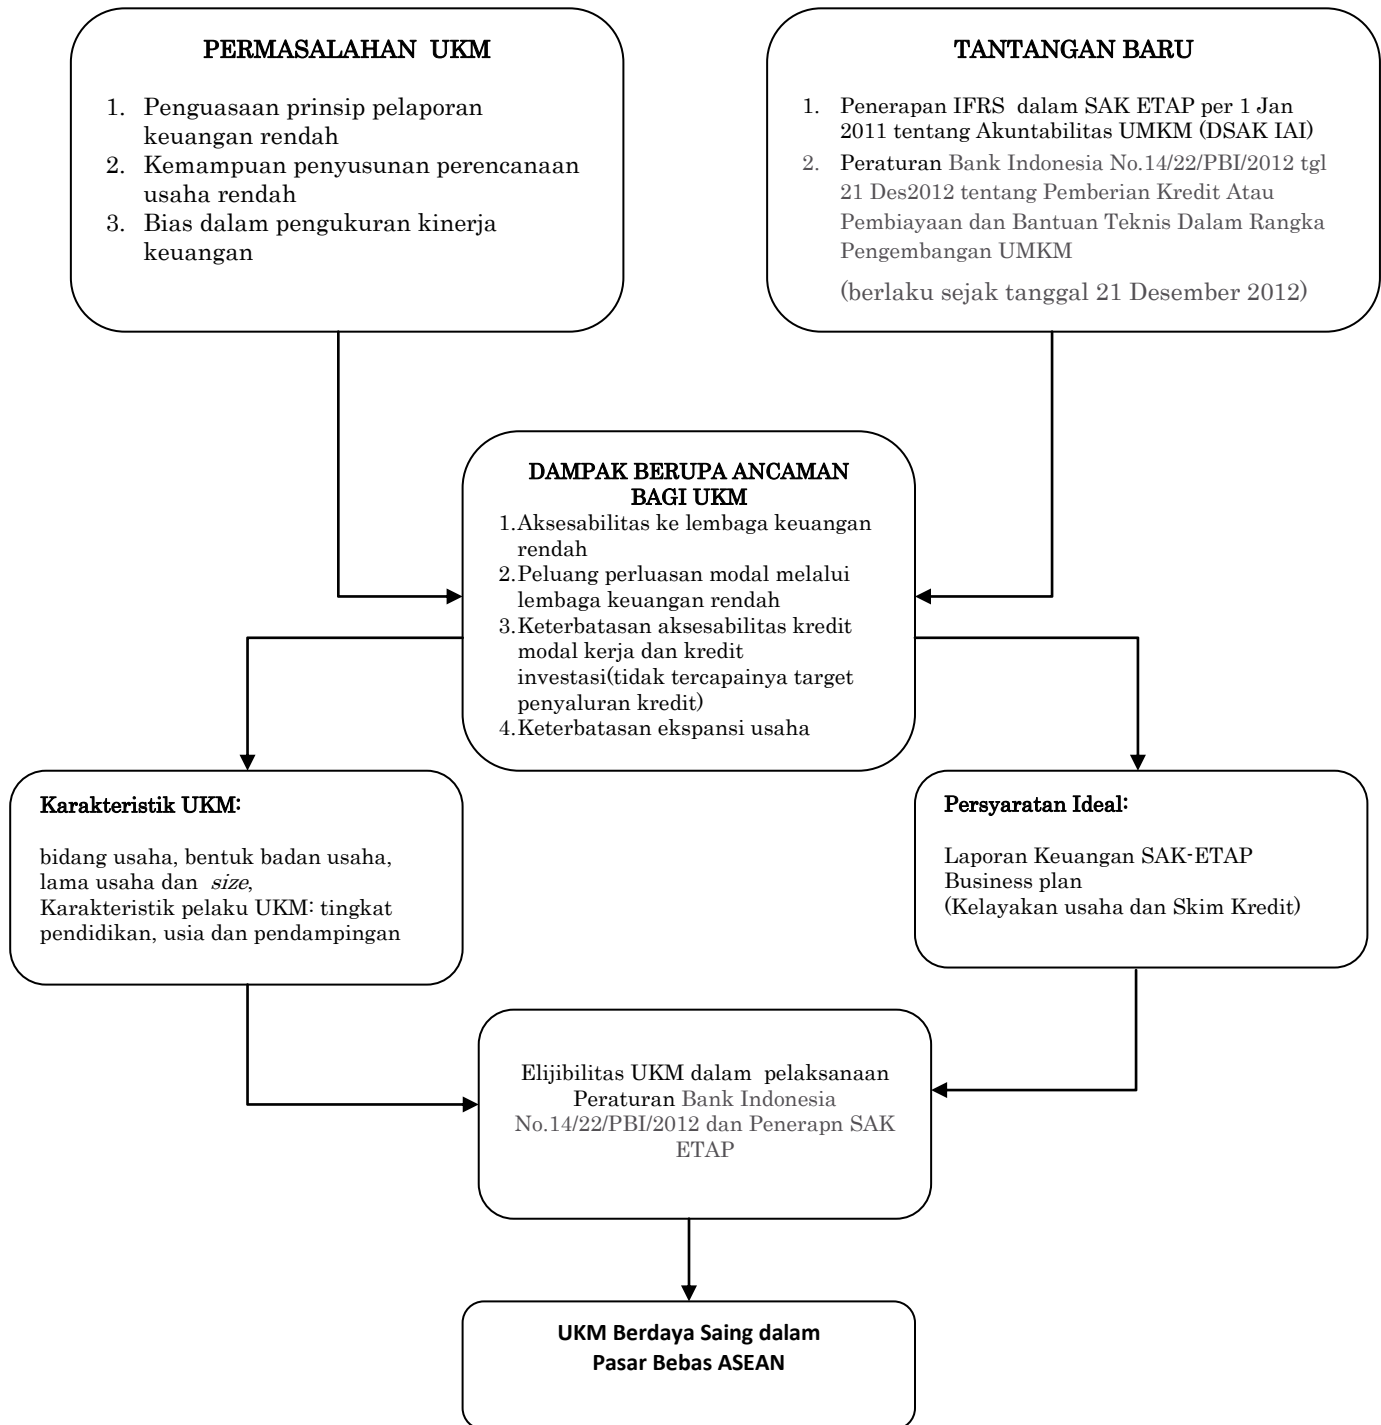 PERMASALAHAN UKM
1. Penguasaan prinsip pelaporan
keuangan rendah
2. Kemampuan penyusunan perencanaan
usaha rendah
3. Bias dalam pengukuran kinerja
keuangan
TANTANGAN BARU
1. Penerapan IFRS dalam SAK ETAP per 1 Jan
2011 tentang Akuntabilitas UMKM (DSAK IAI)
2. Peraturan Bank Indonesia No.14/22/PBI/2012 tgl
21 Des2012 tentang Pemberian Kredit Atau
Pembiayaan dan Bantuan Teknis Dalam Rangka
Pengembangan UMKM
(berlaku sejak tanggal 21 Desember 2012)
DAMPAK BERUPA ANCAMAN
BAGI UKM
1.Aksesabilitas ke lembaga keuangan
rendah
2.Peluang perluasan modal melalui
lembaga keuangan rendah
3.Keterbatasan aksesabilitas kredit
modal kerja dan kredit
investasi(tidak tercapainya target
penyaluran kredit)
4.Keterbatasan ekspansi usaha
Karakteristik UKM:
bidang usaha, bentuk badan usaha,
lama usaha dan size,
Karakteristik pelaku UKM: tingkat
pendidikan, usia dan pendampingan
Persyaratan Ideal:
Laporan Keuangan SAK-ETAP
Business plan
(Kelayakan usaha dan Skim Kredit)
Elijibilitas UKM dalam pelaksanaan
Peraturan Bank Indonesia
No.14/22/PBI/2012 dan Penerapn SAK
ETAP
UKM Berdaya Saing dalam
Pasar Bebas ASEAN